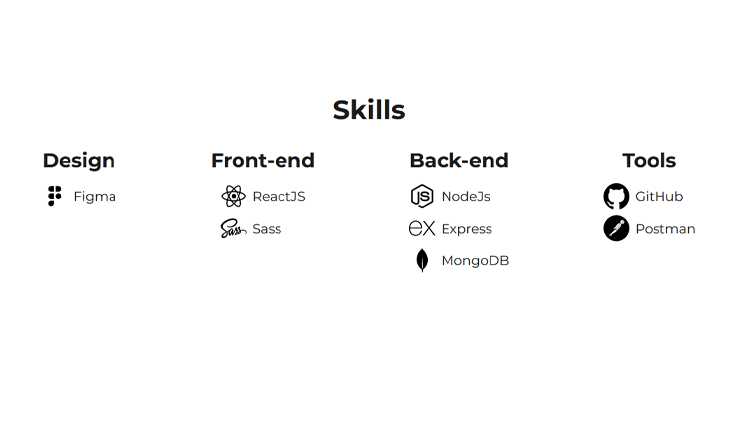 Skills
Design
Figma
Front-end
ReactJS
Sass
Back-end
NodeJs
Express
MongoDB
Tools
GitHub
Postman